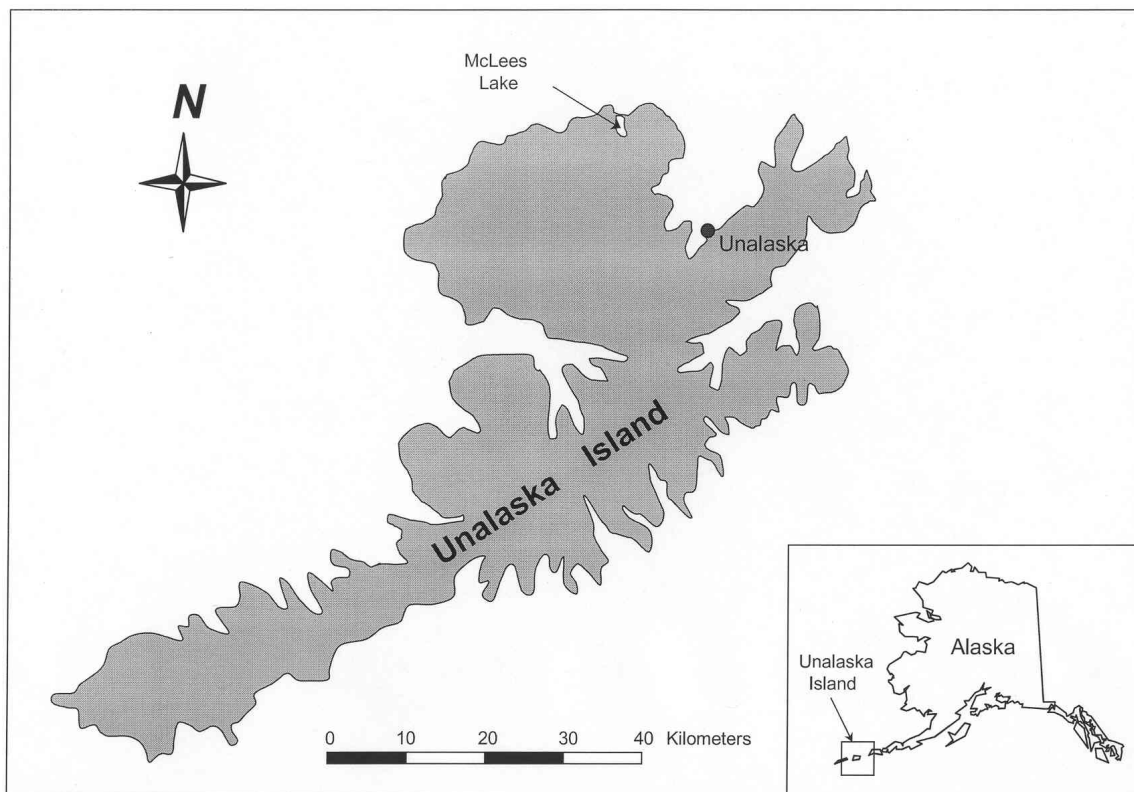 McLees
Lake
N
Unalaska
Unalaska Island
0 10 20 30 40 Kilometers
Unalaska
Island
Alaska